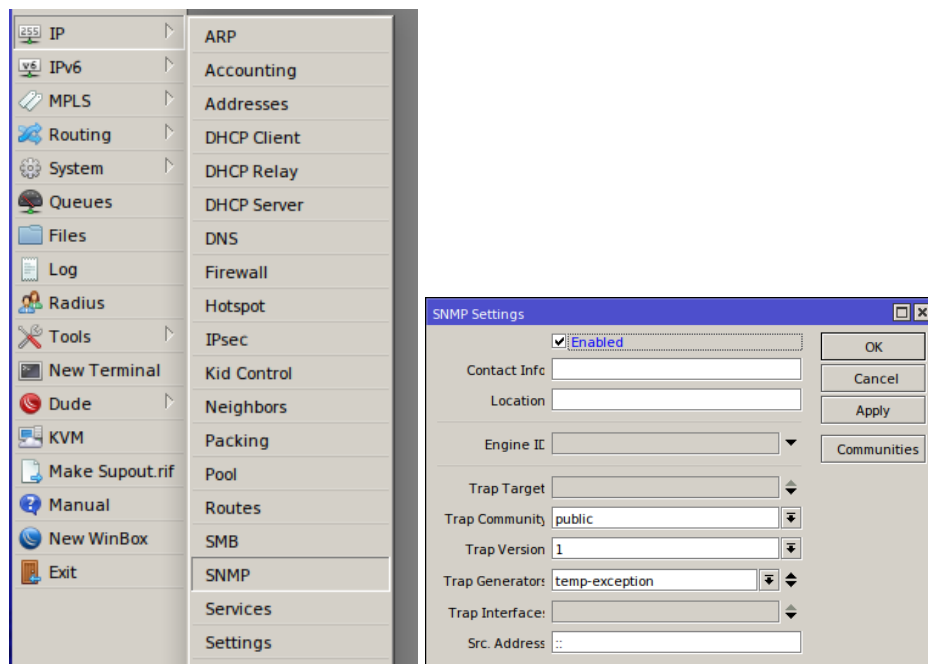 255 IP
v6 IPv6
MPLS
Routing
System
Queues
Files
Log
Radius
Tools
New Terminal
Dude
KVM
Make Supout.rif
Manual
New WinBox
Exit
ARP
Accounting
Addresses
DHCP Client
DHCP Relay
DHCP Server
DNS
Firewall
Hotspot
IPsec
Kid Control
Neighbors
Packing
Pool
Routes
SMB
SNMP
Services
Settings
SNMP Settings
Enabled
Contact Info
Location
Engine ID
Trap Target
Trap Community public
Trap Version 1
Trap Generators temp-exception
Trap Interfaces
Src. Address ::
OK
Cancel
Apply
Communities